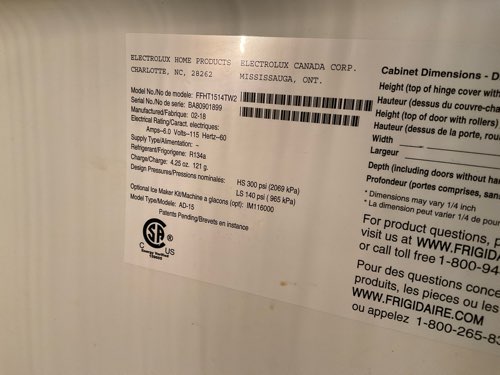 ELECTROLUX HOME PRODUCTS ELECTROLUX CANADA CORP.
CHARLOTTE, NC, 28262 MISSISSAUGA, ONT.
Model No./No de modele: FFHT1514TW2
Serial No./No de serie: BA80901899
Manufactured/Fabrique: 02-18
Electrical Rating/Caract. electriques:
Amps-6.0 Volts-115 Hertz-60
Supply Type/Alimentation: -
Refrigerant/Frigorigene: R134a
Charge/Charge: 4.25 oz. 121 g.
Design Pressures/Pressions nominales: HS 300 psi (2069 kPa)
LS 140 psi ( 965 kPa)
Optional Ice Maker Kit/Machine a glacons (opt): IM116000
Model Type/Modele: AD-15
Patents Pending/Brevets en instance
SA
®
C US
Energy Verified
Cabinet Dimensions - D
Height (top of hinge cover with
Hauteur (dessus du couvre-cha
Height (top of door with rollers)
Hauteur (dessus de la porte, rou
Width
Largeur
Depth (including doors without han
Profondeur (portes comprises, san
* Dimensions may vary 1/4 inch
* La dimension peut varier 1/4 de pou
For product questions,
visit us at WWW.FRIGIDA
or call toll free 1-800-94
Pour des questions conce
produits, les pieces ou les
WWW.FRIGIDAIRE.COM
ou appelez 1-800-265-83